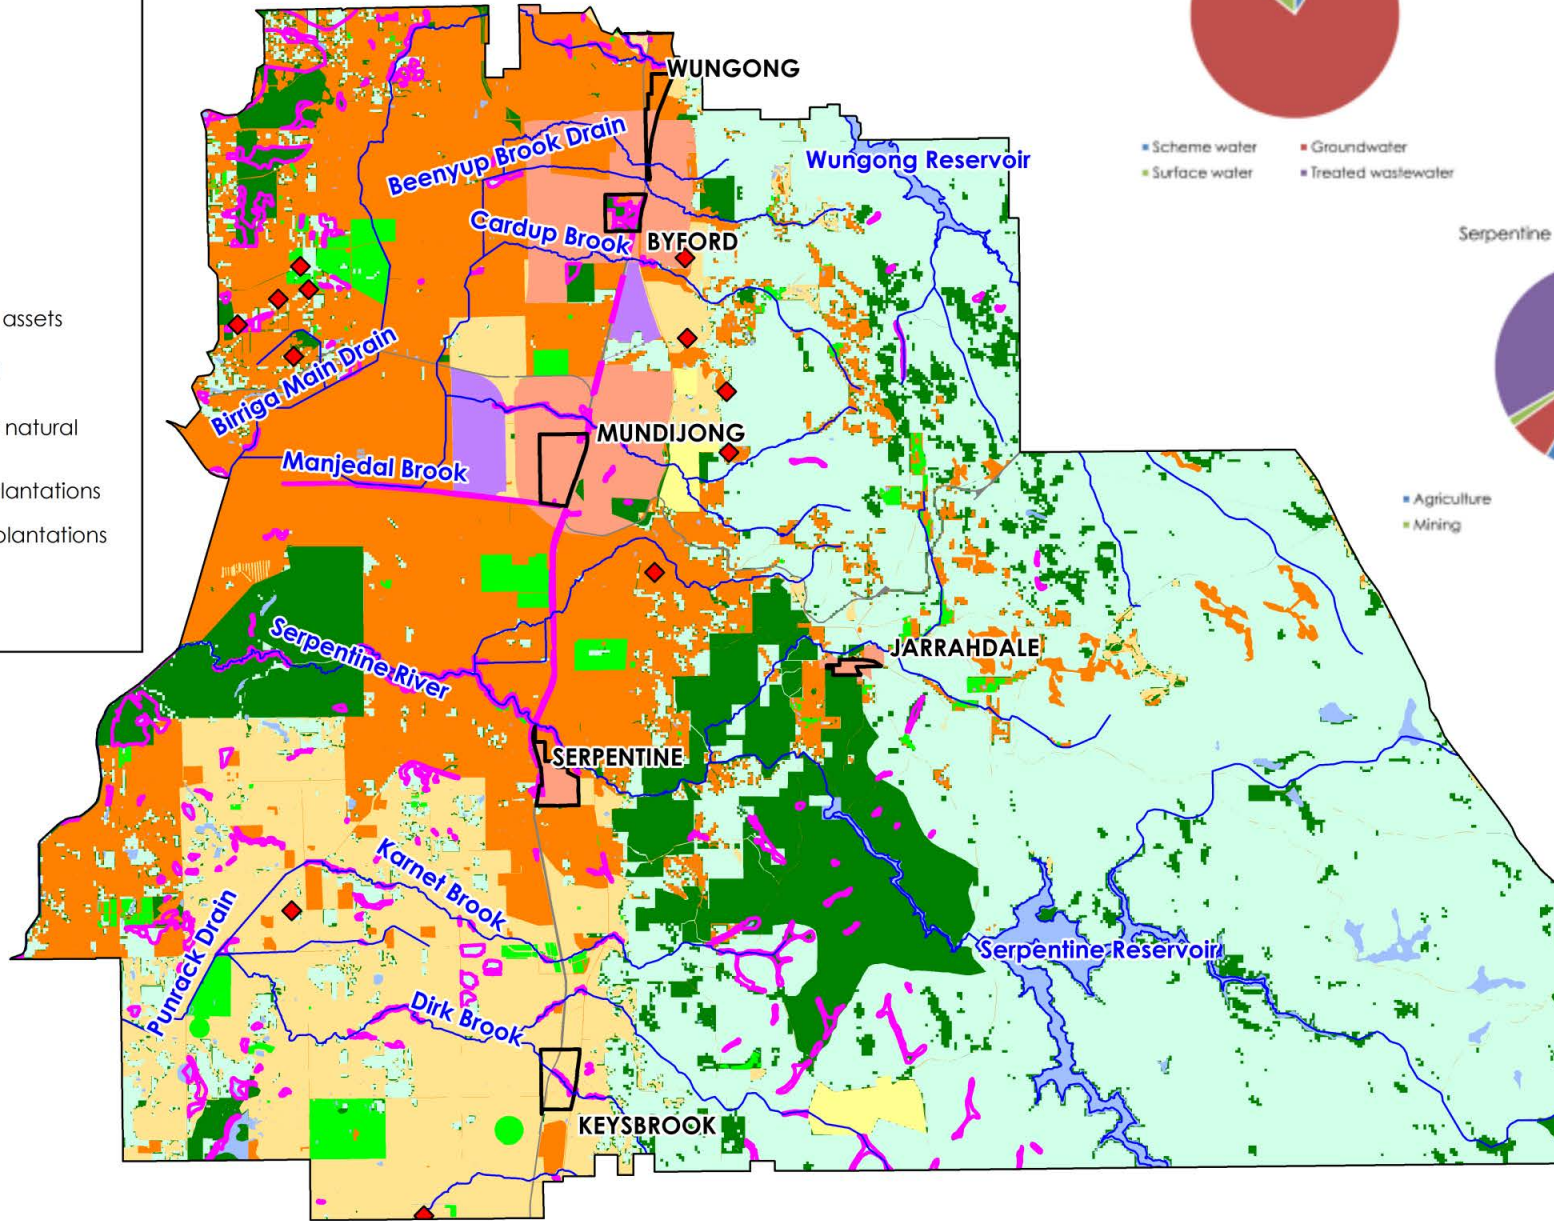 WUNGONG
Beenyup Brook Drain
Wungong Reservoir
Scheme water
Groundwater
Surface water
Treated wastewater
Cardup Brook
BYFORD
Serpentine
assets
Birriga Main Drain
natural
MUNDIJONG
Manjedal Brook
lantations
Agriculture
Mining
plantations
Serpentine River
JARRAHDALE
SERPENTINE
Karnet Brook
Punrack Drain
Serpentine Reservoir
Dirk Brook
KEYSBROOK